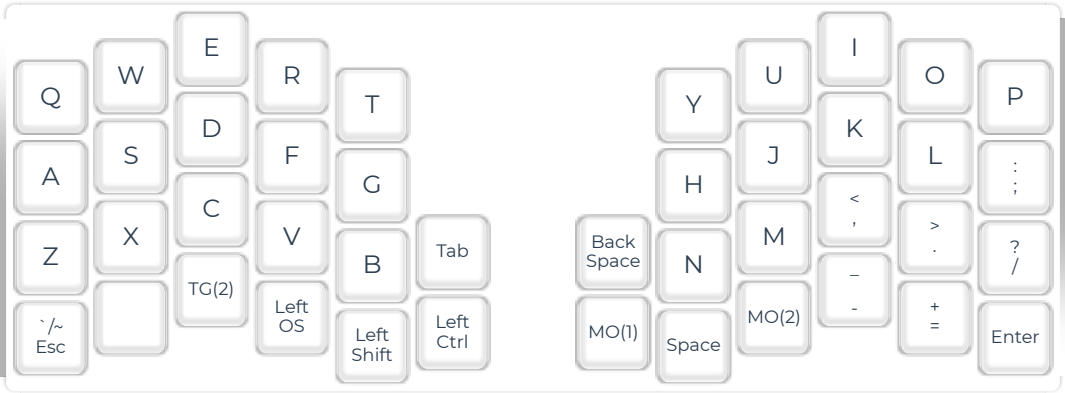 Q W E R T Y U I O P
A S D F G H J K L :
;
Z X C V B Tab Back
Space N M <
, >
. ?
/
`/~
Esc TG(2) Left
OS Left
Shift Left
Ctrl MO(1) Space MO(2) _
- +
= Enter